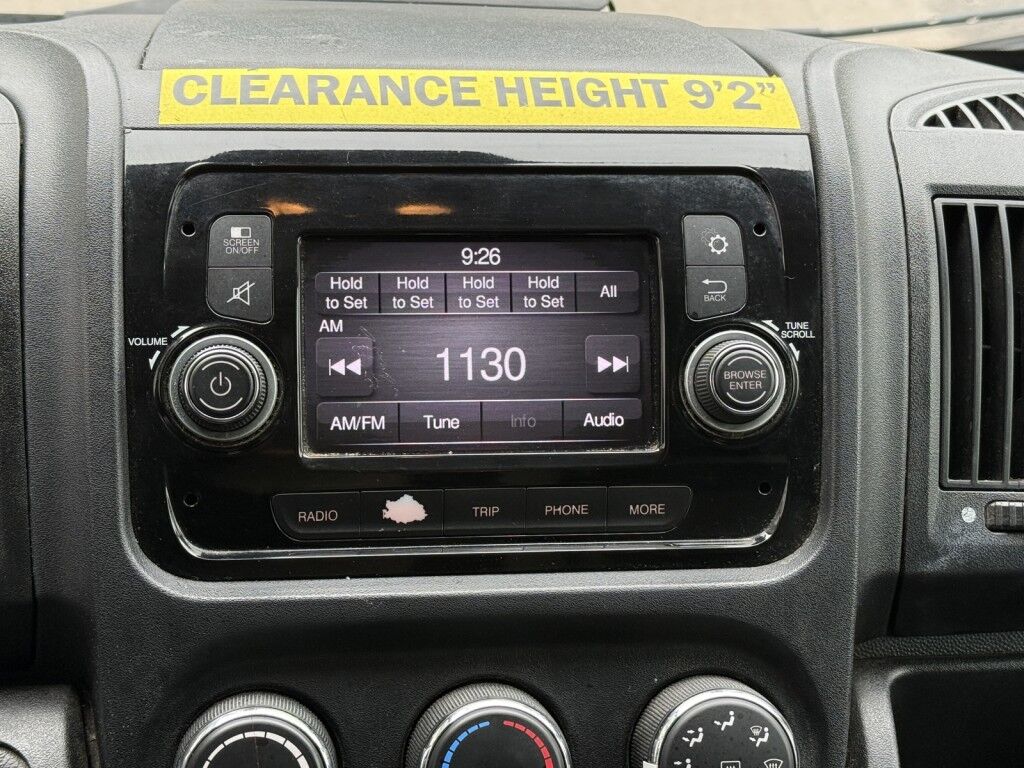 CLEARANCE HEIGHT 9'2"
SCREEN
ON/OFF
9:26
Hold
to Set
Hold
to Set
Hold
to Set
Hold
to Set
All
BACK
AM
VOLUME
TUNE
SCROLL
1130
BROWSE
ENTER
AM/FM
Tune
Info
Audio
RADIO
TRIP
PHONE
MORE